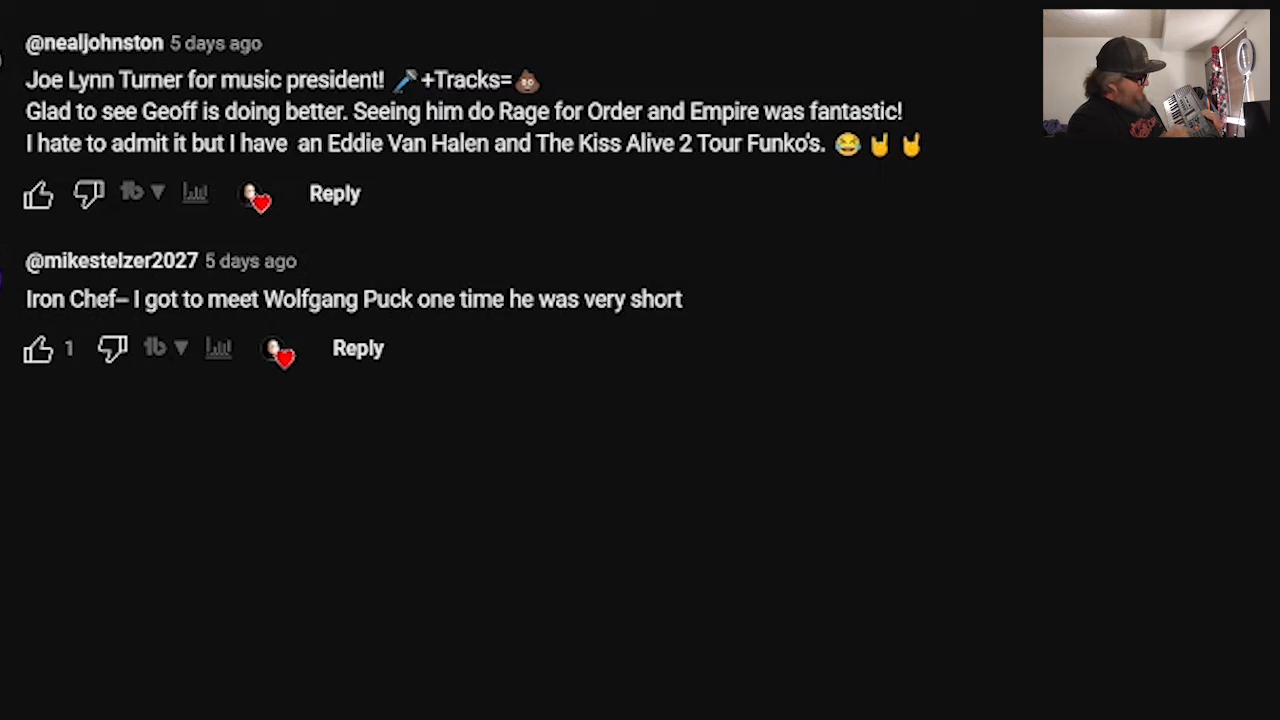 @nealjohnston 5 days ago
Joe Lynn Turner for music president! 🎤+Tracks=💩
Glad to see Geoff is doing better. Seeing him do Rage for Order and Empire was fantastic!
I hate to admit it but I have  an Eddie Van Halen and The Kiss Alive 2 Tour Funko's. 😂 🤘 🤘
Reply
@mikestelzer2027 5 days ago
Iron Chef– I got to meet Wolfgang Puck one time he was very short
1 Reply